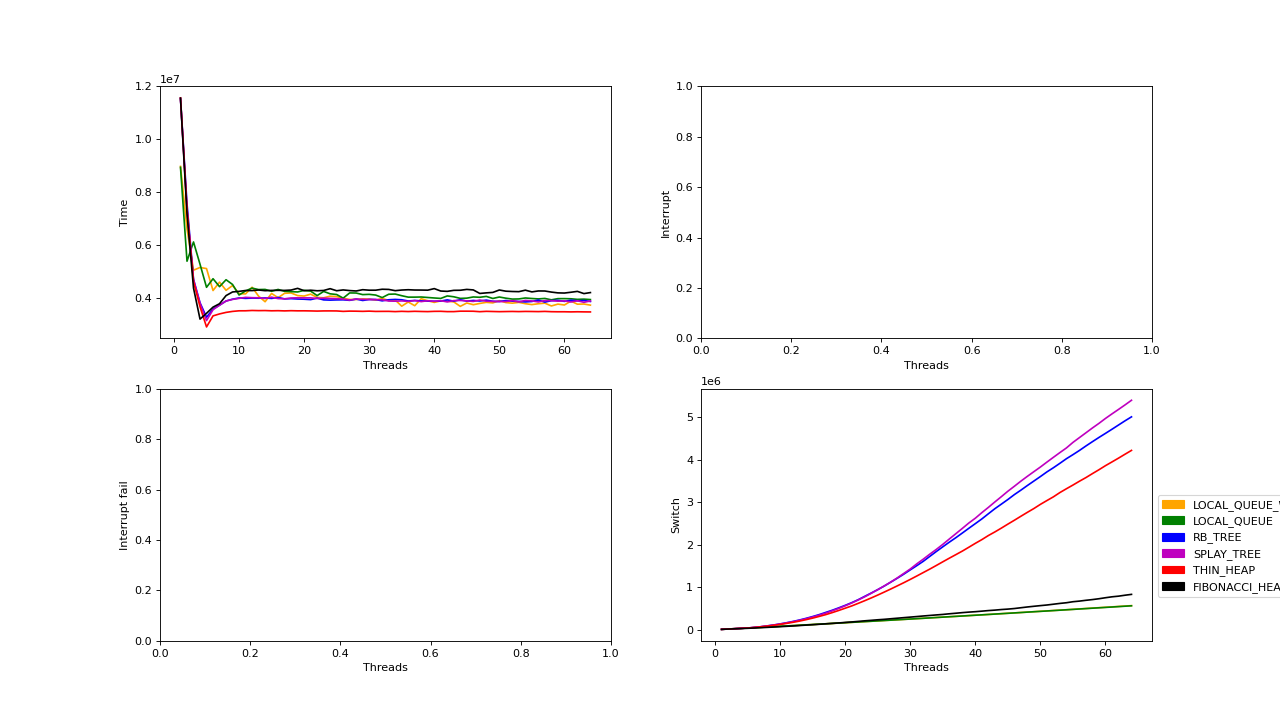 1e7
1.2
1.0
0.8
0.6
0.4
Time
0 10 20 30 40 50 60
Threads
1.0
0.8
0.6
0.4
0.2
0.0
Interrupt
0.0 0.2 0.4 0.6 0.8 1.0
Threads
1.0
0.8
0.6
0.4
0.2
0.0
Interrupt fail
0.0 0.2 0.4 0.6 0.8 1.0
Threads
1e6
5
4
3
2
1
0
Switch
0 10 20 30 40 50 60
Threads
LOCAL_QUEUE_
LOCAL_QUEUE
RB_TREE
SPLAY_TREE
THIN_HEAP
FIBONACCI_HEA